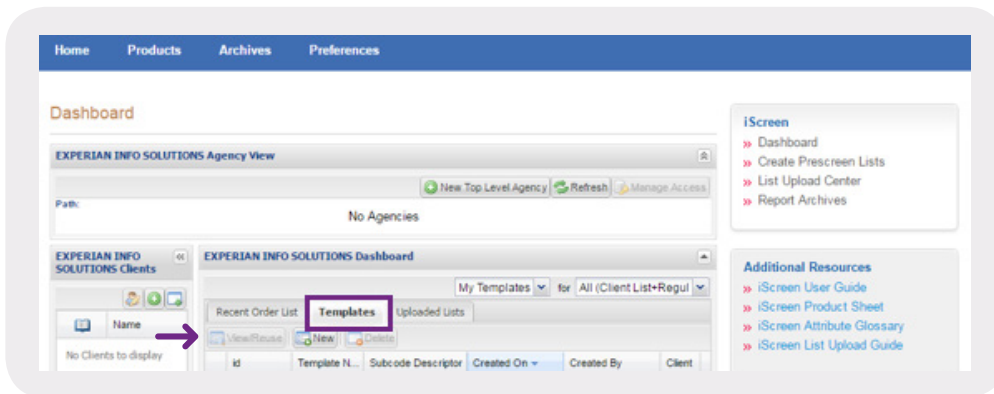 Home Products Archives Preferences
Dashboard
EXPERIAN INFO SOLUTIONS Agency View
New Top Level Agency Refresh Manage Access
Path:
No Agencies
EXPERIAN INFO
SOLUTIONS Clients
Name
No Clients to display
EXPERIAN INFO SOLUTIONS Dashboard
My Templates for All (Client List+Regul
Recent Order List Templates Uploaded Lists
View/Reuse New Delete
id Template N... Subcode Descriptor Created On Created By Client
iScreen
» Dashboard
» Create Prescreen Lists
» List Upload Center
» Report Archives
Additional Resources
» iScreen User Guide
» iScreen Product Sheet
» iScreen Attribute Glossary
» iScreen List Upload Guide